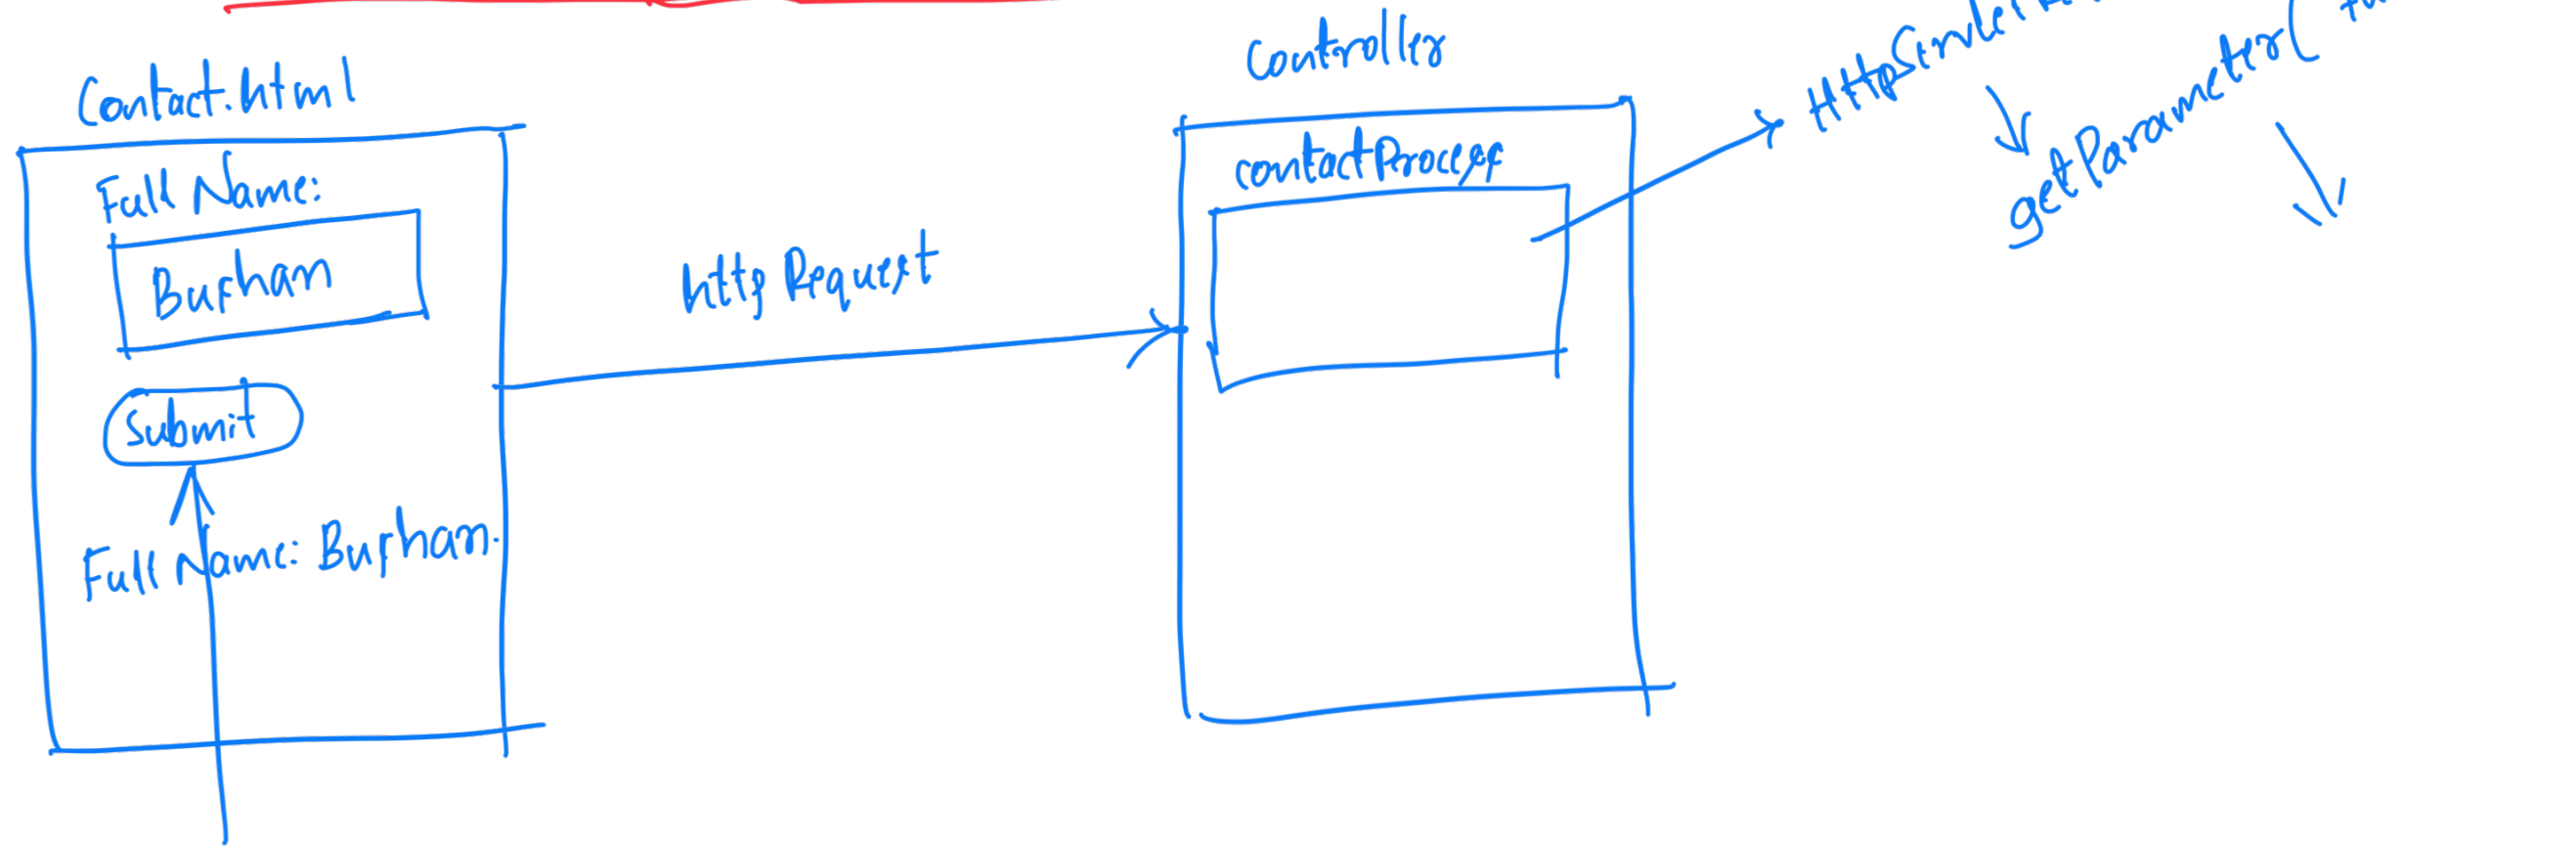 Contact.html
Full Name:
Burhan
Submit
Full Name: Burhan.
http Request
Controller
contactProcess
getParameter(